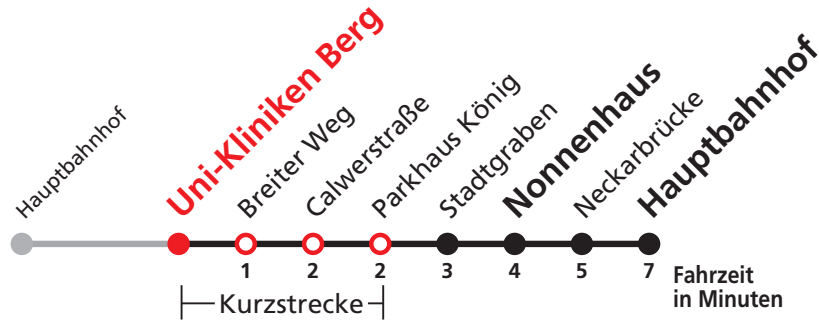 Hauptbahnhof
Uni-Kliniken Berg
Breiter Weg
Calwerstraße
Parkhaus König
Stadtgraben
Nonnenhaus
Neckarbrücke
Hauptbahnhof
1 2 2 3 4 5 7
Fahrzeit
in Minuten
Kurzstrecke